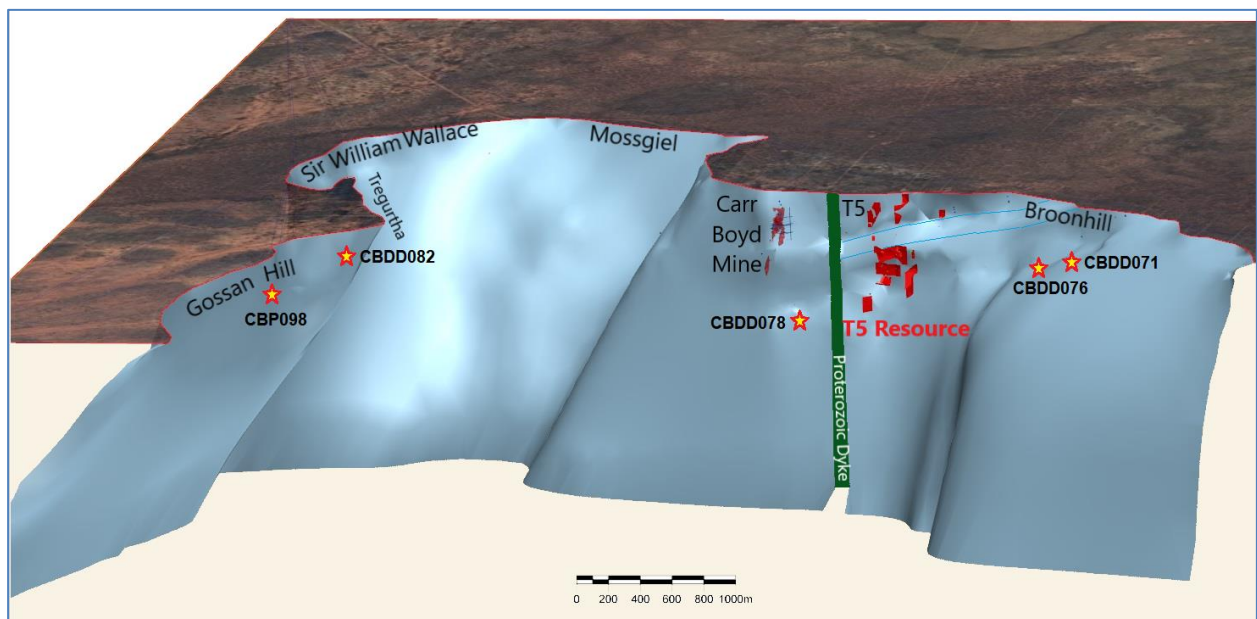 Sir William Wallace
Mossgiel
Tregurtha
Carr
Boyd
Mine
T5
Broonhill
Gossan Hill
CBDD082
CBP098
CBDD071
CBDD076
CBDD078
T5 Resource
Proterozoic Dyke
0 200 400 600 800 1000m